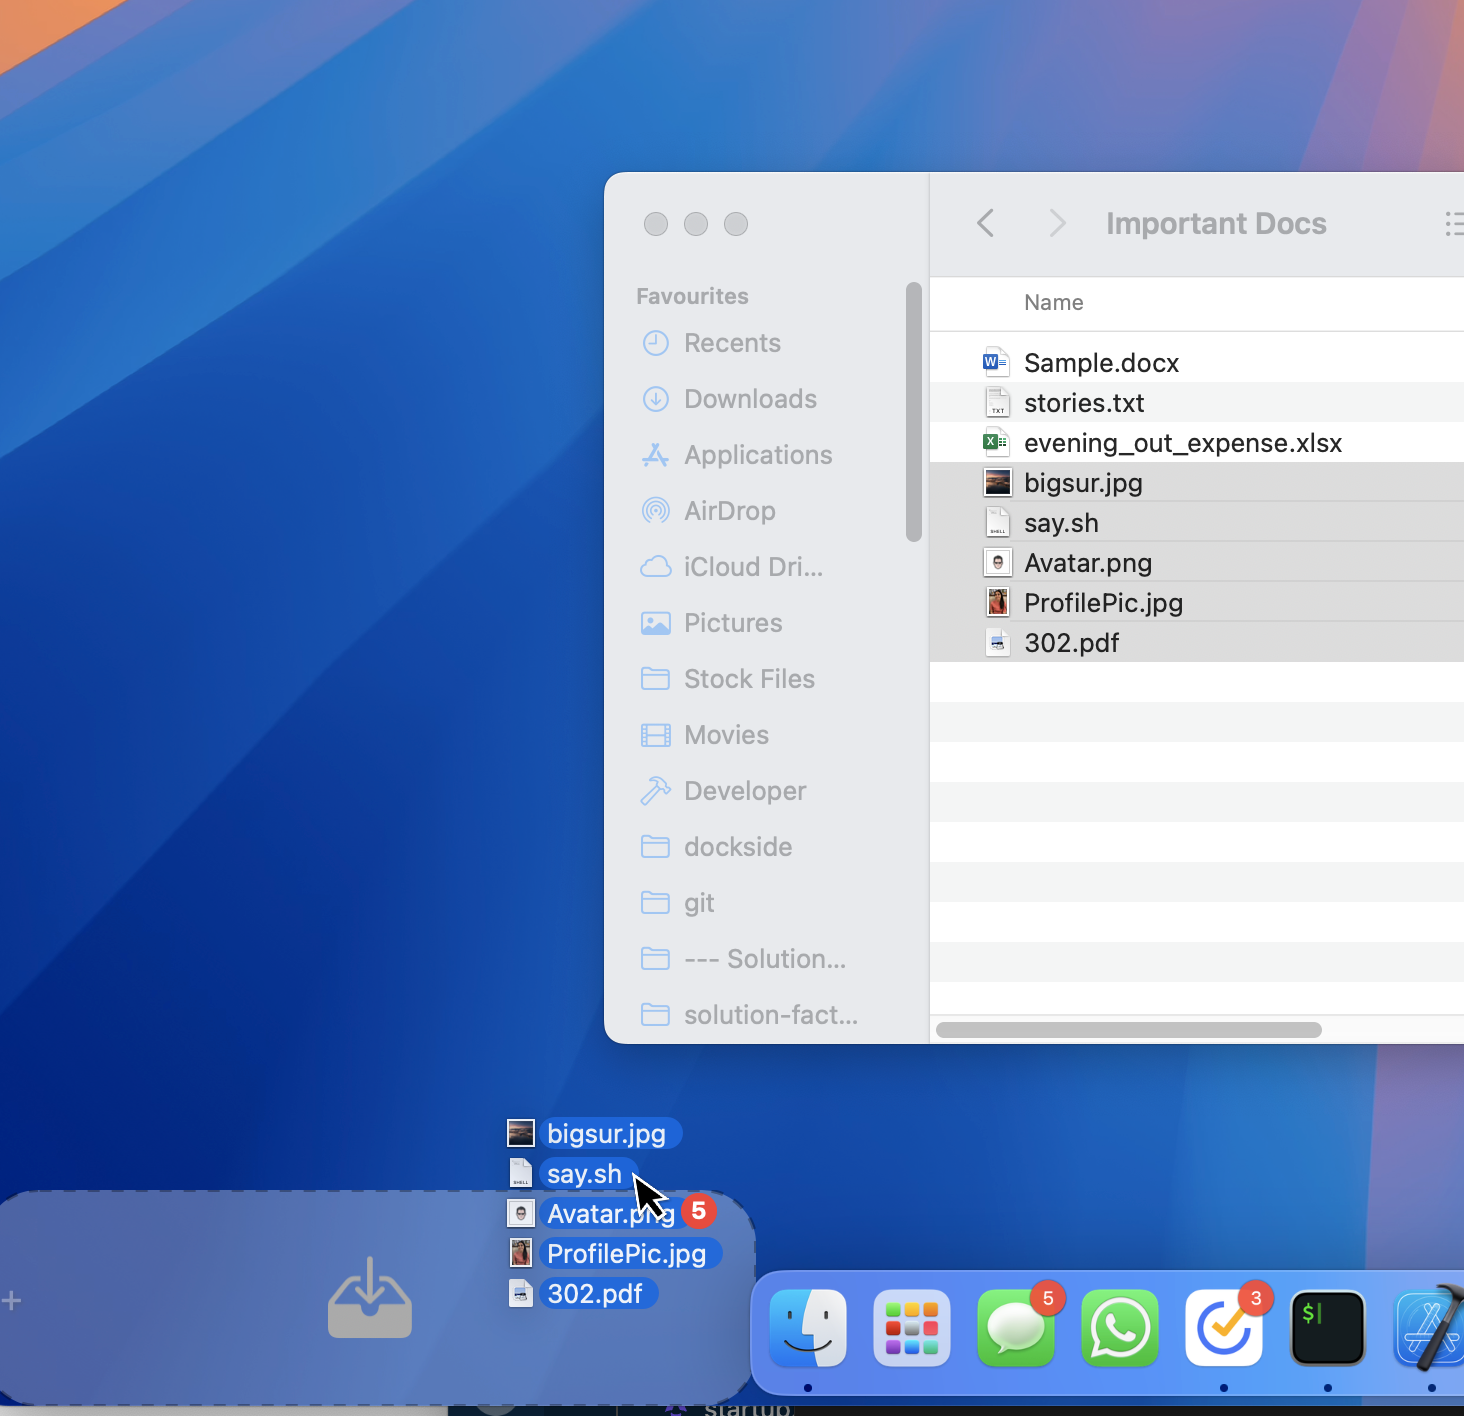 Important Docs
Favourites
Recents
Downloads
Applications
AirDrop
iCloud Dri...
Pictures
Stock Files
Movies
Developer
dockside
git
--- Solution...
solution-fact...
Name
Sample.docx
stories.txt
evening_out_expense.xlsx
bigsur.jpg
say.sh
Avatar.png
ProfilePic.jpg
302.pdf
bigsur.jpg
say.sh
Avatar.png 5
ProfilePic.jpg
302.pdf
5
3
$
startup